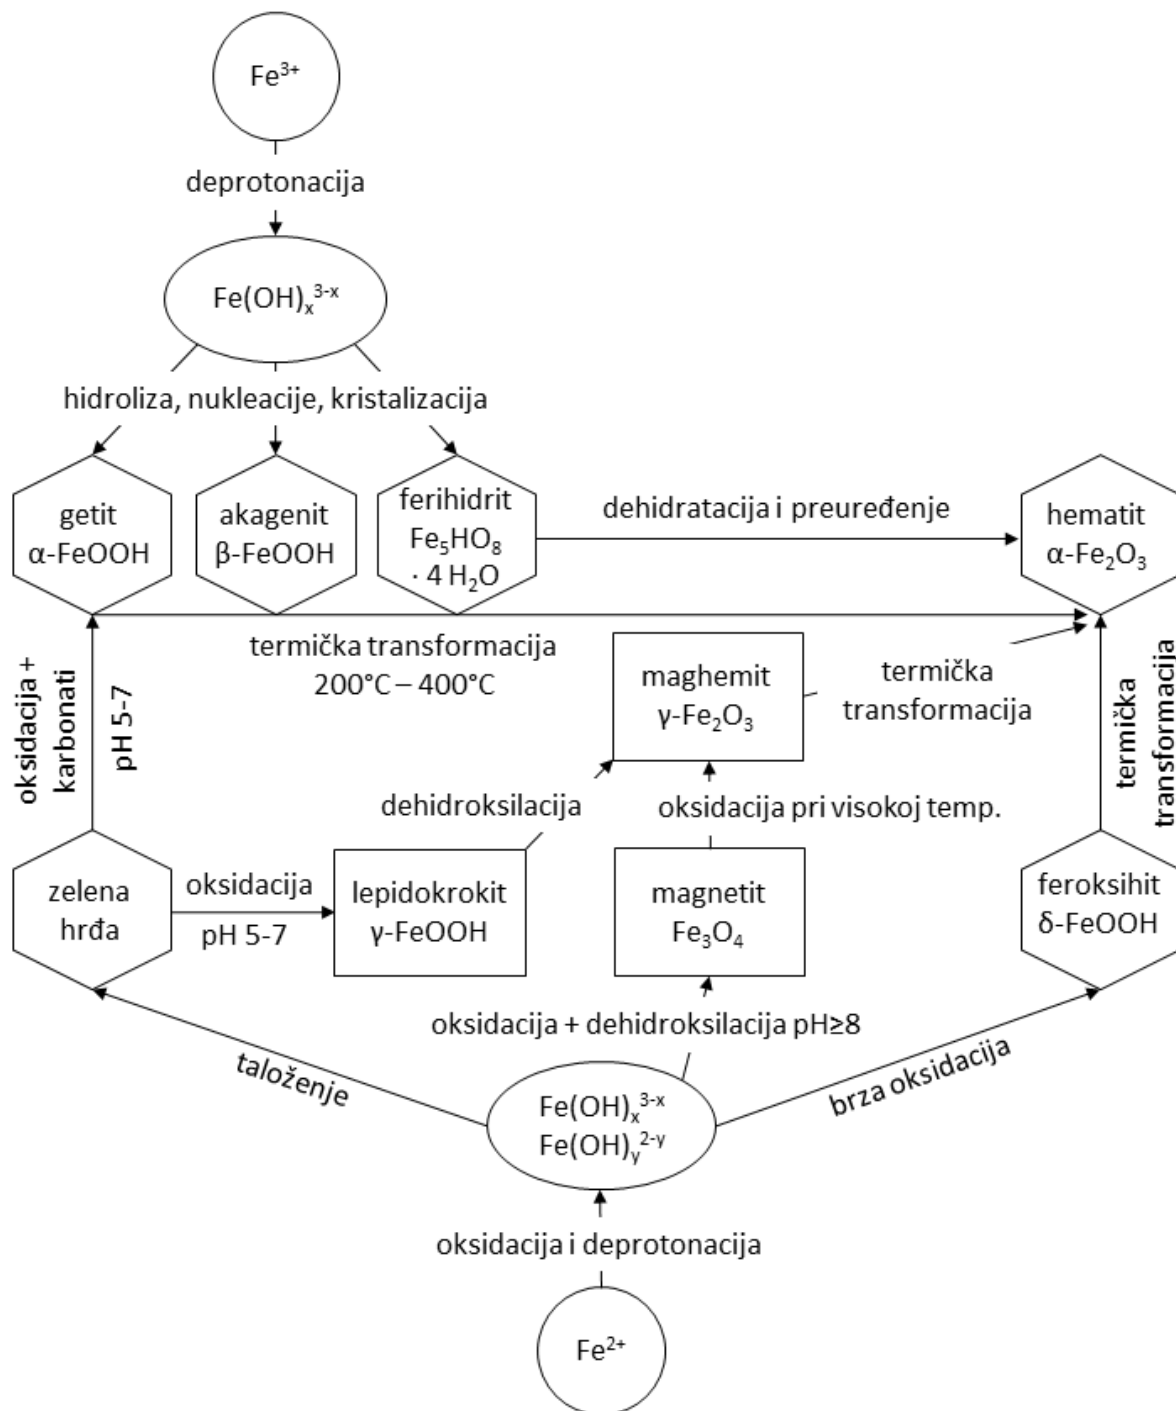 Fe³⁺
deprotonacija
Fe(OH)ₓ³⁻ˣ
hidroliza, nukleacije, kristalizacija
getit
α-FeOOH
akagenit
β-FeOOH
ferihidrit
Fe₅HO₈
· 4 H₂O
dehidratacija i preuređenje
hematit
α-Fe₂O₃
termička transformacija
200°C – 400°C
oksidacija +
karbonati
pH 5-7
maghemit
γ-Fe₂O₃
termička
transformacija
termička
transformacija
dehidroksilacija
oksidacija pri visokoj temp.
zelena
hrđa
oksidacija
pH 5-7
lepidokrokit
γ-FeOOH
magnetit
Fe₃O₄
feroksihit
δ-FeOOH
oksidacija + dehidroksilacija pH≥8
taloženje
brza oksidacija
Fe(OH)ₓ³⁻ˣ
Fe(OH)ᵧ²⁻ʸ
oksidacija i deprotonacija
Fe²⁺